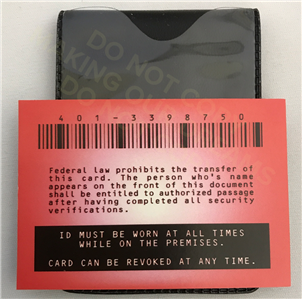 DO NOT
401-3398750
Federal law prohibits the transfer of
this card. The person who's name
appears on the front of this document
shall be entitled to authorized passage
after having completed all security
verifications.
ID MUST BE WORN AT ALL TIMES
WHILE ON THE PREMISES.
CARD CAN BE REVOKED AT ANY TIME.